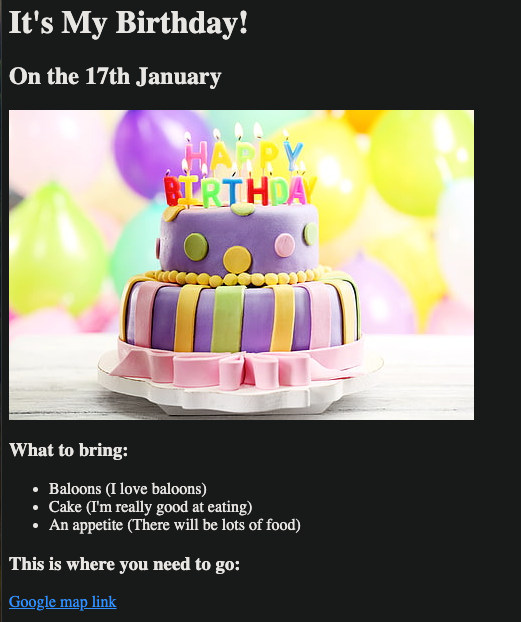 It's My Birthday!
On the 17th January
HAPPY
BIRTHDAY
What to bring:
Baloons (I love baloons)
Cake (I'm really good at eating)
An appetite (There will be lots of food)
This is where you need to go:
Google map link